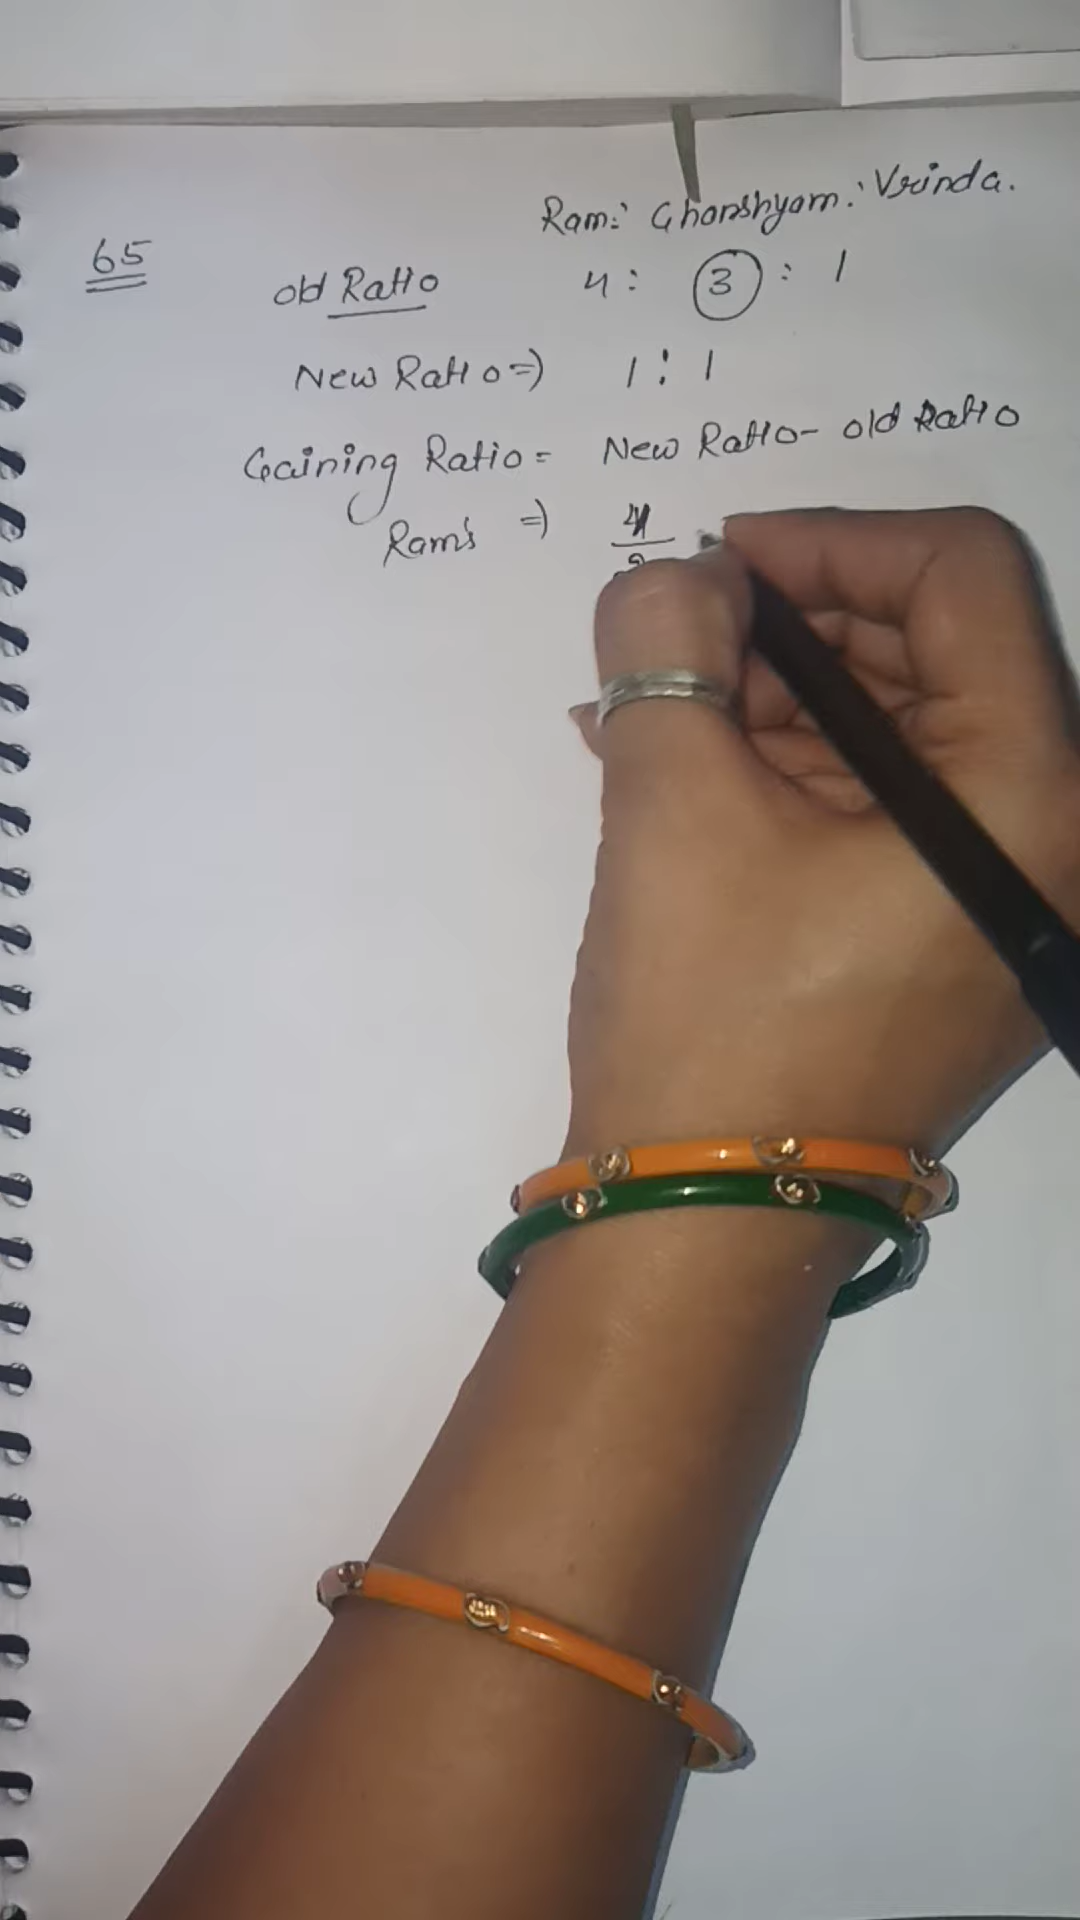 Ram: Ghanshyam: Vrinda.
65 old Ratio 4 : 3 : 1
New Ratio => 1 : 1
Gaining Ratio = New Ratio - old Ratio
Ram's =>